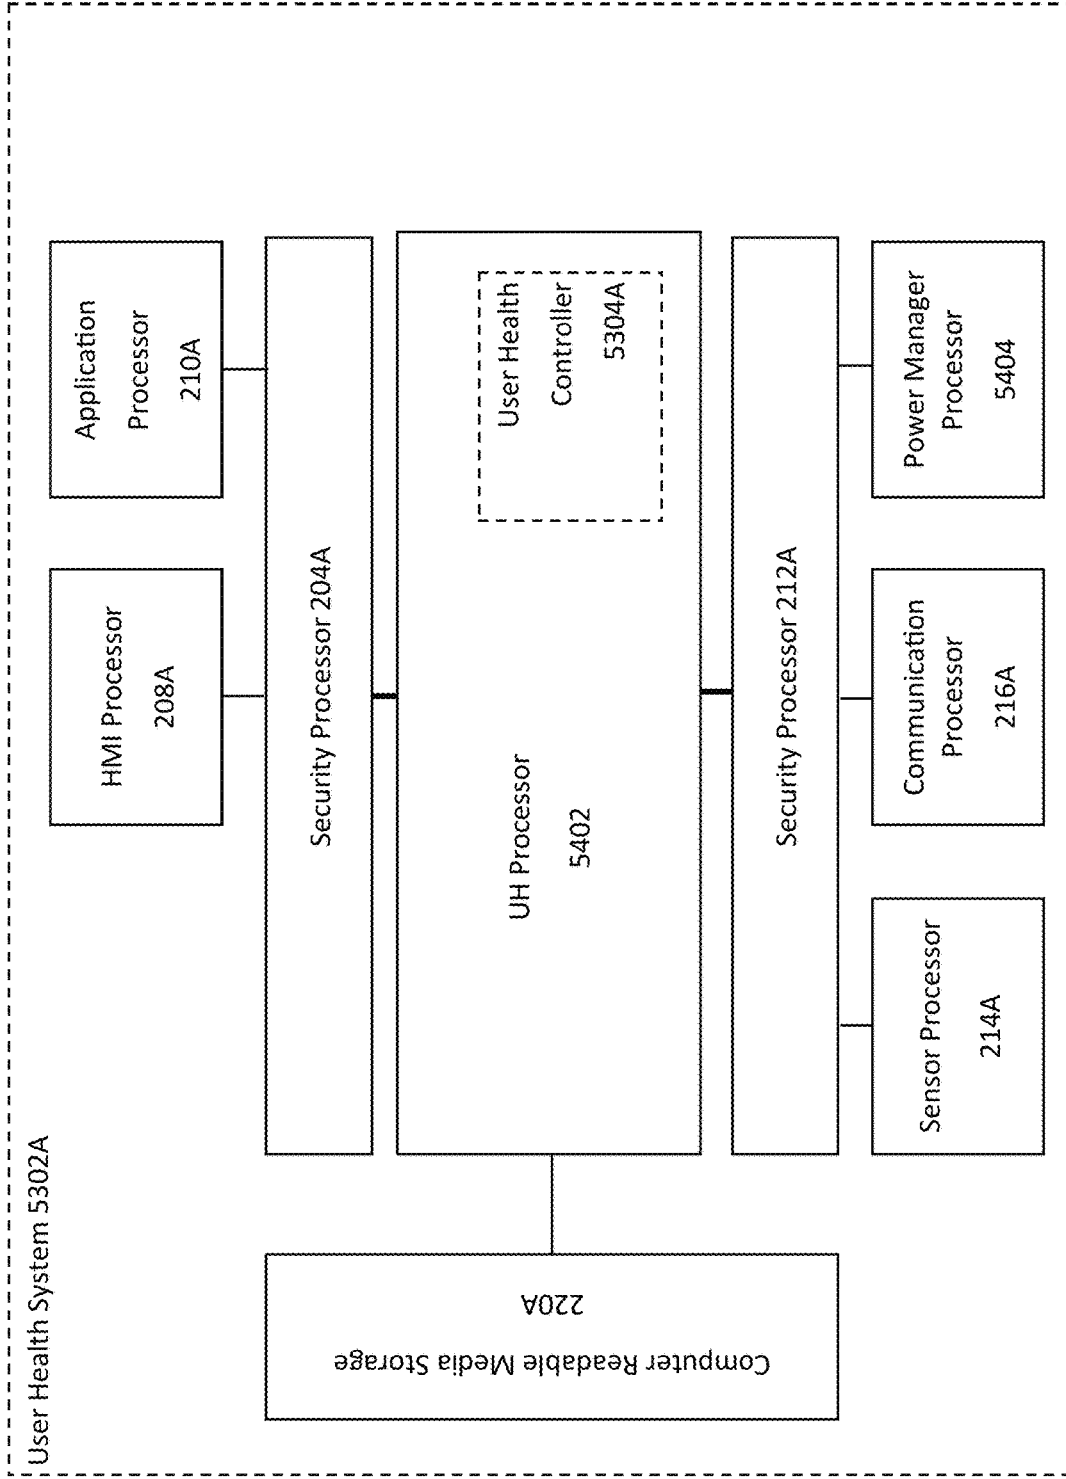 User Health System 5302A
HMI Processor
208A
Application
Processor
210A
Security Processor 204A
Computer Readable Media Storage
220A
UH Processor
5402
User Health
Controller
5304A
Security Processor 212A
Sensor Processor
214A
Communication
Processor
216A
Power Manager
Processor
5404